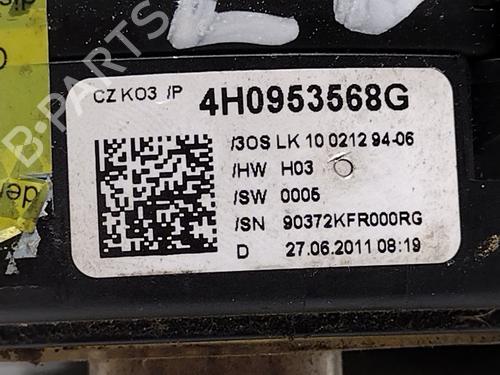 CZ K03 /P 4H0953568G
/3OS LK 10 0212 94-06
/HW H03
/SW 0005
/SN 90372KFR000RG
D 27.06.2011 08:19
B-PARTS